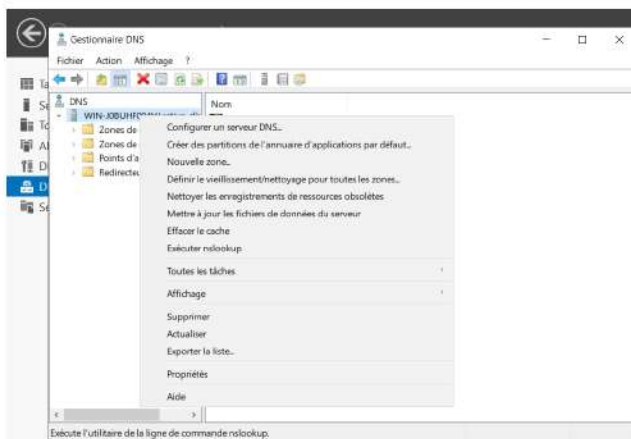 Gestionnaire DNS
Fichier Action Affichage ?
DNS
Nom
Zones de
Zones de
Points d'a
Redirecteu
Configurer un serveur DNS...
Créer des partitions de l'annuaire d'applications par défaut...
Nouvelle zone...
Définir le vieillissement/nettoyage pour toutes les zones...
Nettoyer les enregistrements de ressources obsolètes
Mettre à jour les fichiers de données du serveur
Effacer le cache
Exécuter nslookup
Toutes les tâches
Affichage
Supprimer
Actualiser
Exporter la liste...
Propriétés
Aide
Exécute l'utilitaire de la ligne de commande nslookup.